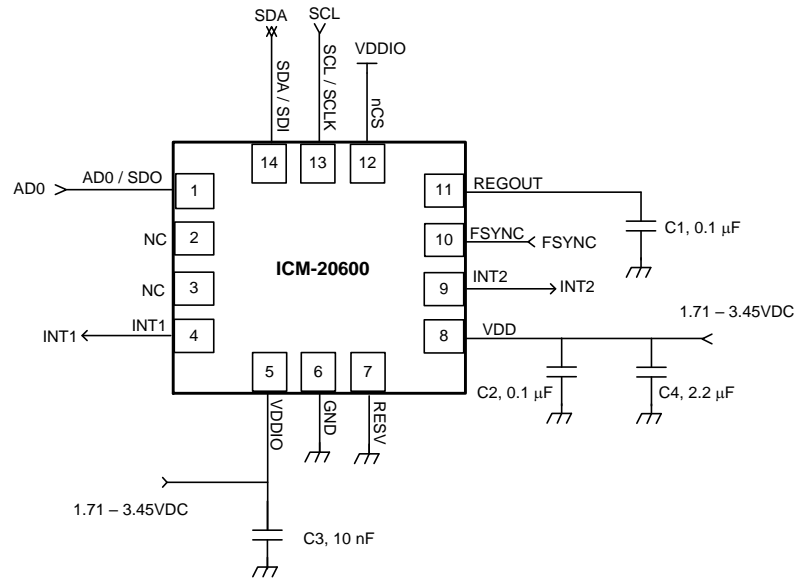 SDA
SCL
VDDIO
SDA / SDI
SCL / SCLK
nCS
14
13
12
AD0
AD0 / SDO
1
11
REGOUT
C1, 0.1 μF
NC
2
10
FSYNC
FSYNC
ICM-20600
NC
3
9
INT2
INT2
INT1
INT1
4
8
VDD
1.71 – 3.45VDC
5
6
7
C2, 0.1 μF
C4, 2.2 μF
VDDIO
GND
RESV
1.71 – 3.45VDC
C3, 10 nF